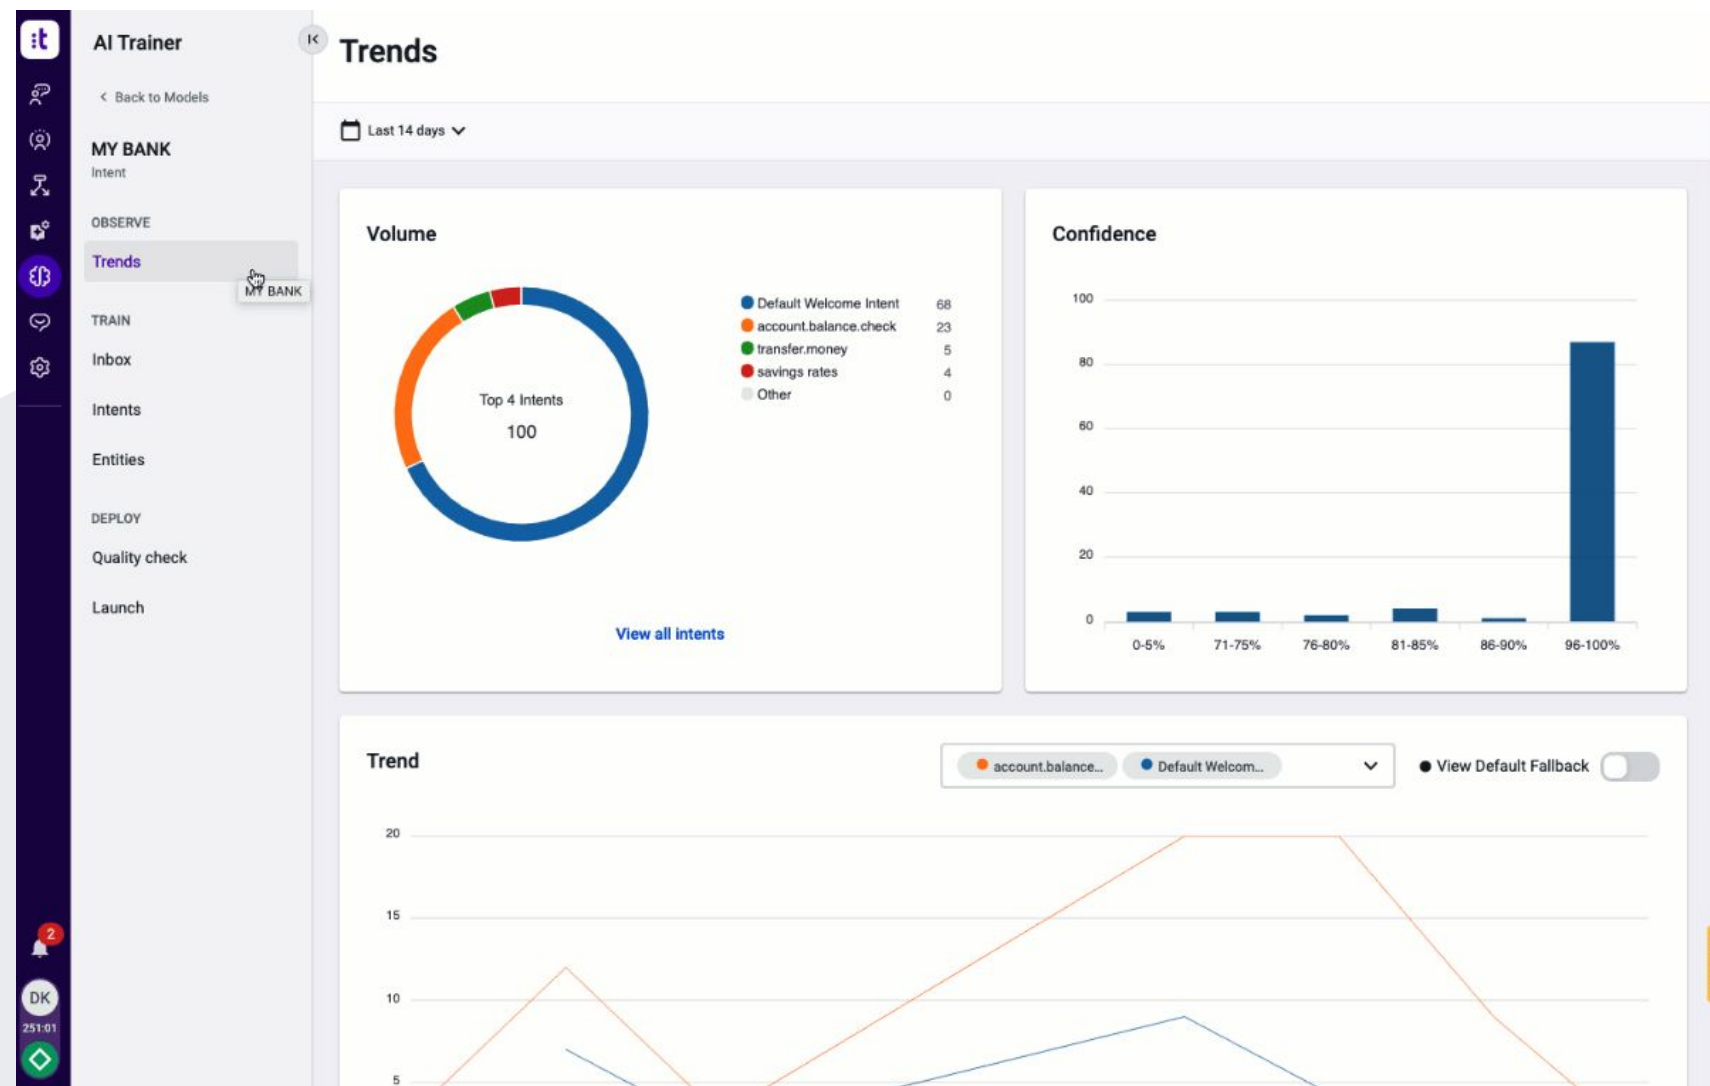 :t
AI Trainer
Back to Models
MY BANK
Intent
OBSERVE
Trends
MY BANK
TRAIN
Inbox
Intents
Entities
DEPLOY
Quality check
Launch
2
DK
251:01
Trends
Last 14 days
Volume
Top 4 Intents
100
Default Welcome Intent 68
account.balance.check 23
transfer.money 5
savings rates 4
Other 0
View all intents
Confidence
100
80
60
40
20
0
0-5% 71-75% 76-80% 81-85% 86-90% 96-100%
Trend
account.balance... Default Welcom... View Default Fallback
20
15
10
5